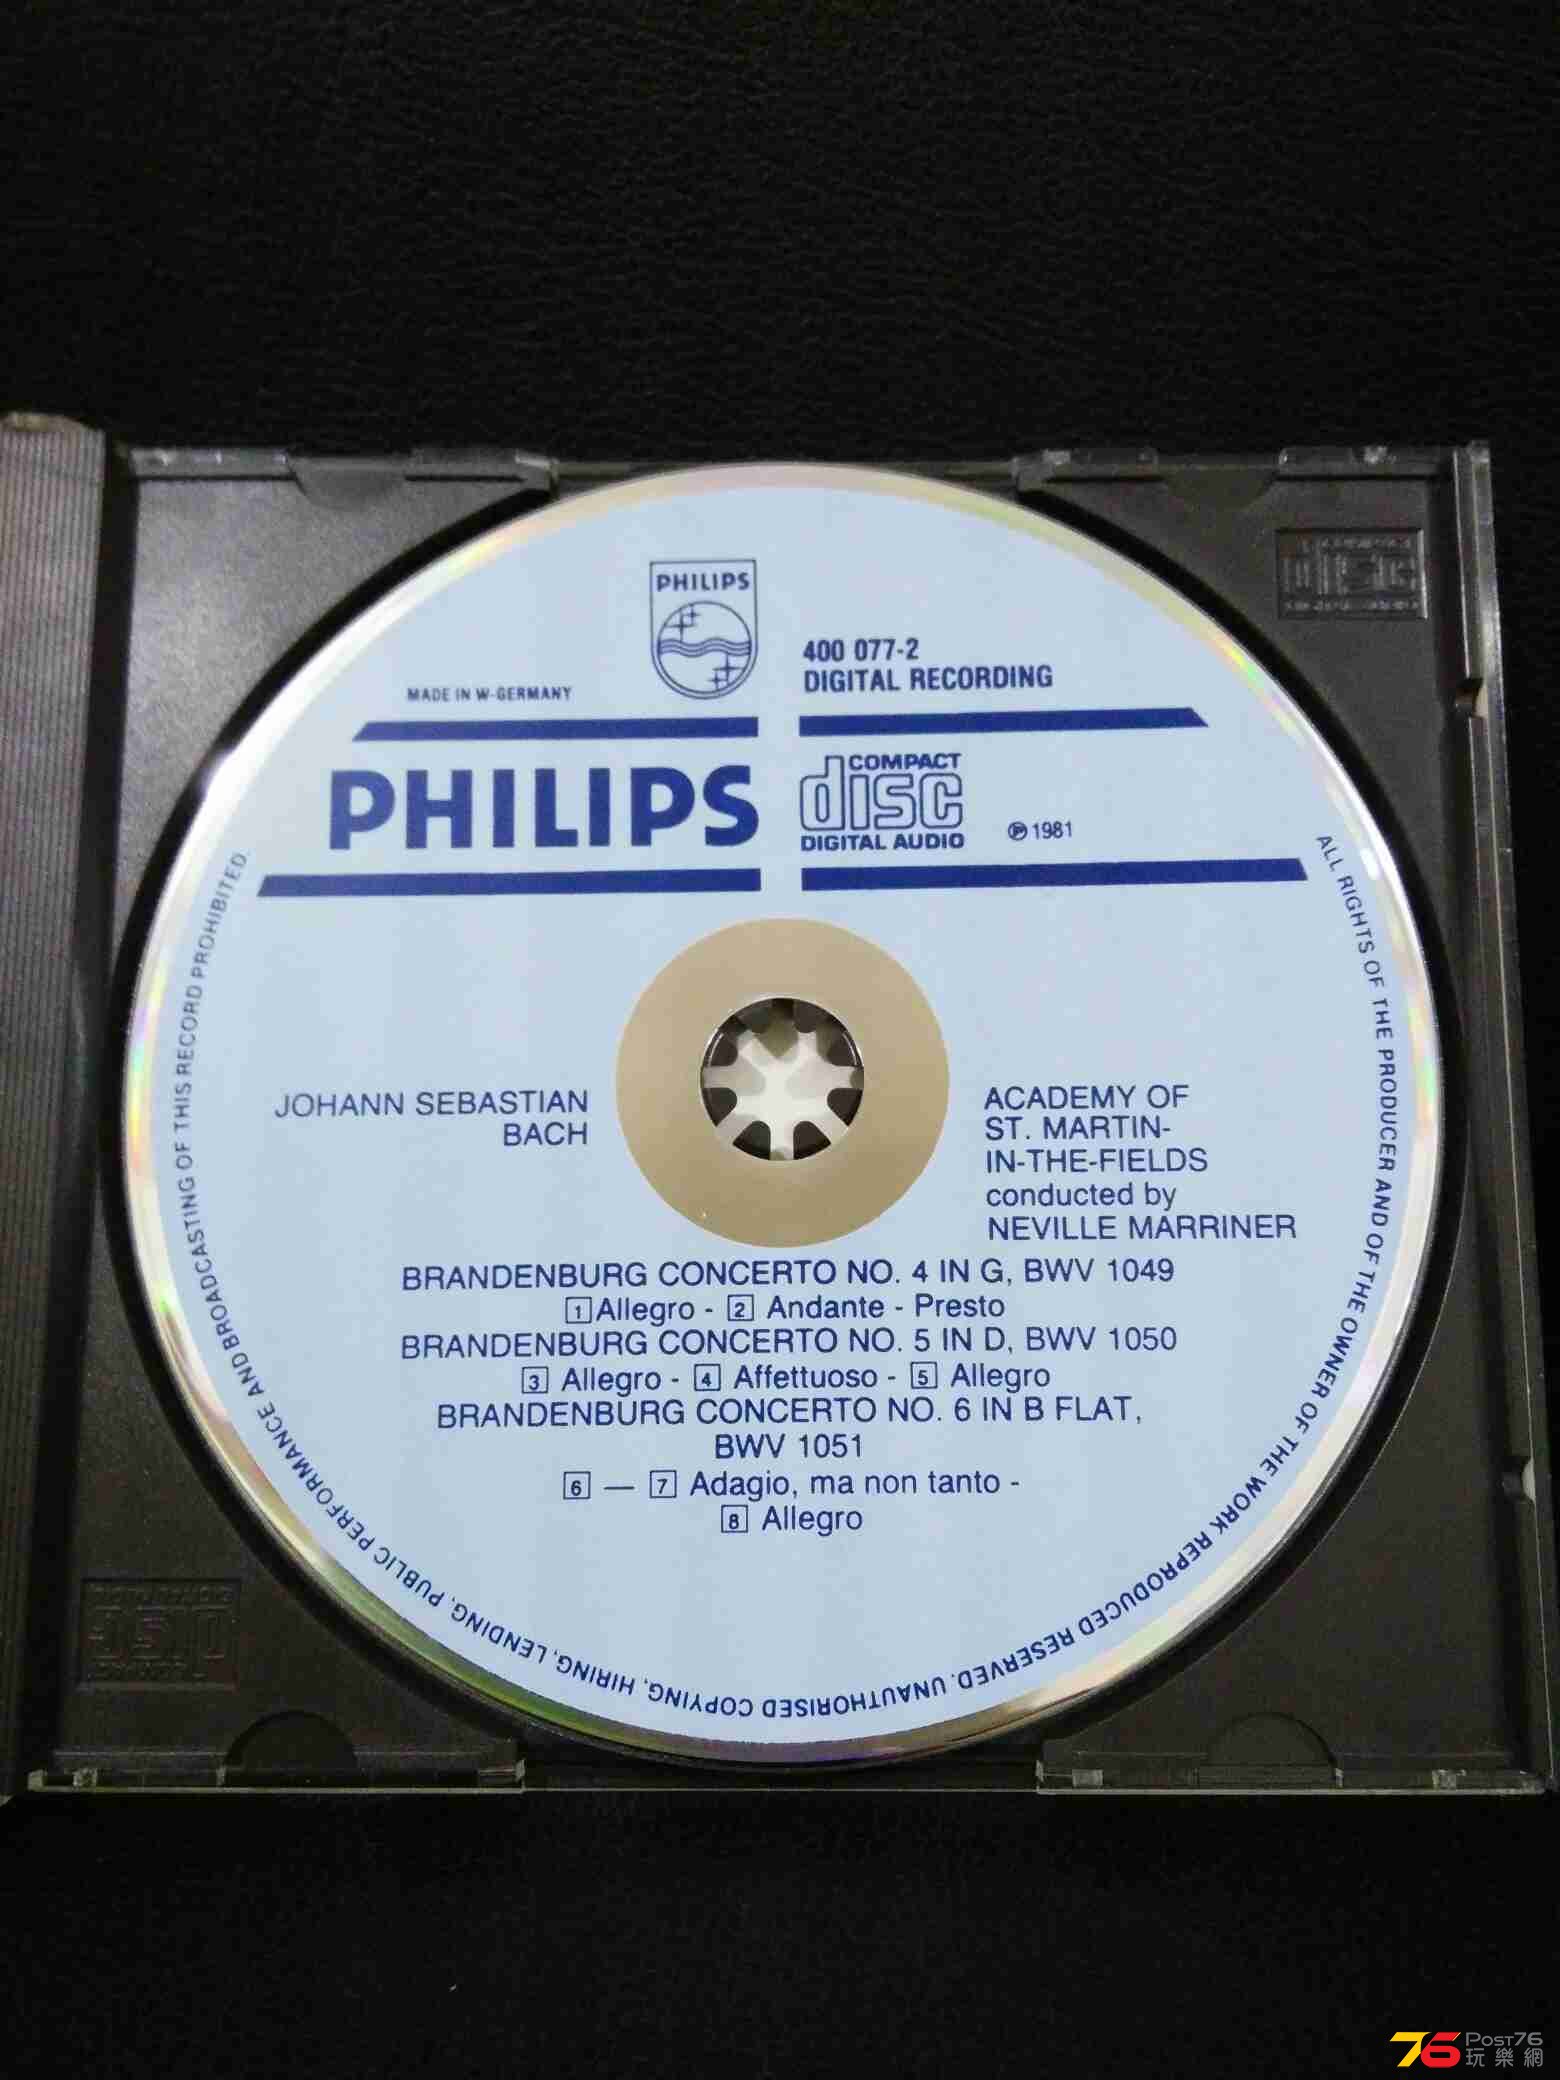 PHILIPS
400 077-2
DIGITAL RECORDING
MADE IN W-GERMANY
PHILIPS
COMPACT
disc
DIGITAL AUDIO
℗ 1981
JOHANN SEBASTIAN
BACH
ACADEMY OF
ST. MARTIN-
IN-THE-FIELDS
conducted by
NEVILLE MARRINER
BRANDENBURG CONCERTO NO. 4 IN G, BWV 1049
1 Allegro - 2 Andante - Presto
BRANDENBURG CONCERTO NO. 5 IN D, BWV 1050
3 Allegro - 4 Affettuoso - 5 Allegro
BRANDENBURG CONCERTO NO. 6 IN B FLAT,
BWV 1051
6 — 7 Adagio, ma non tanto -
8 Allegro
ALL RIGHTS OF THE PRODUCER AND OF THE OWNER OF THE WORK REPRODUCED RESERVED. UNAUTHORISED COPYING, HIRING, LENDING, PUBLIC PERFORMANCE AND BROADCASTING OF THIS RECORD PROHIBITED.
disc
76 Post76
玩樂網